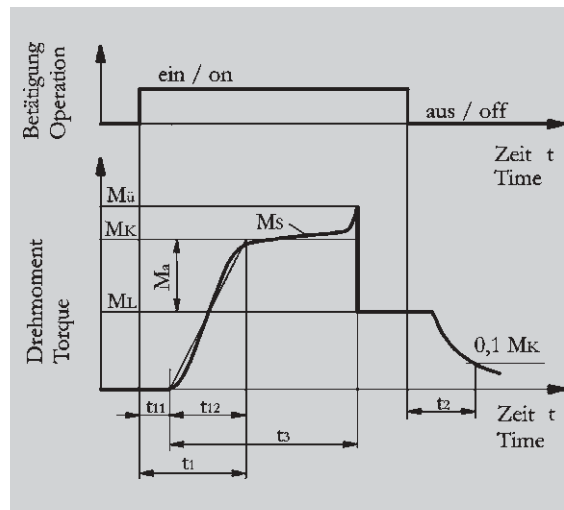 Betätigung
Operation
ein / on
aus / off
Zeit t
Time
Drehmoment
Torque
Mü
MK
Ms
Ma
ML
0,1 MK
t11
t12
t2
t3
t1
Zeit t
Time